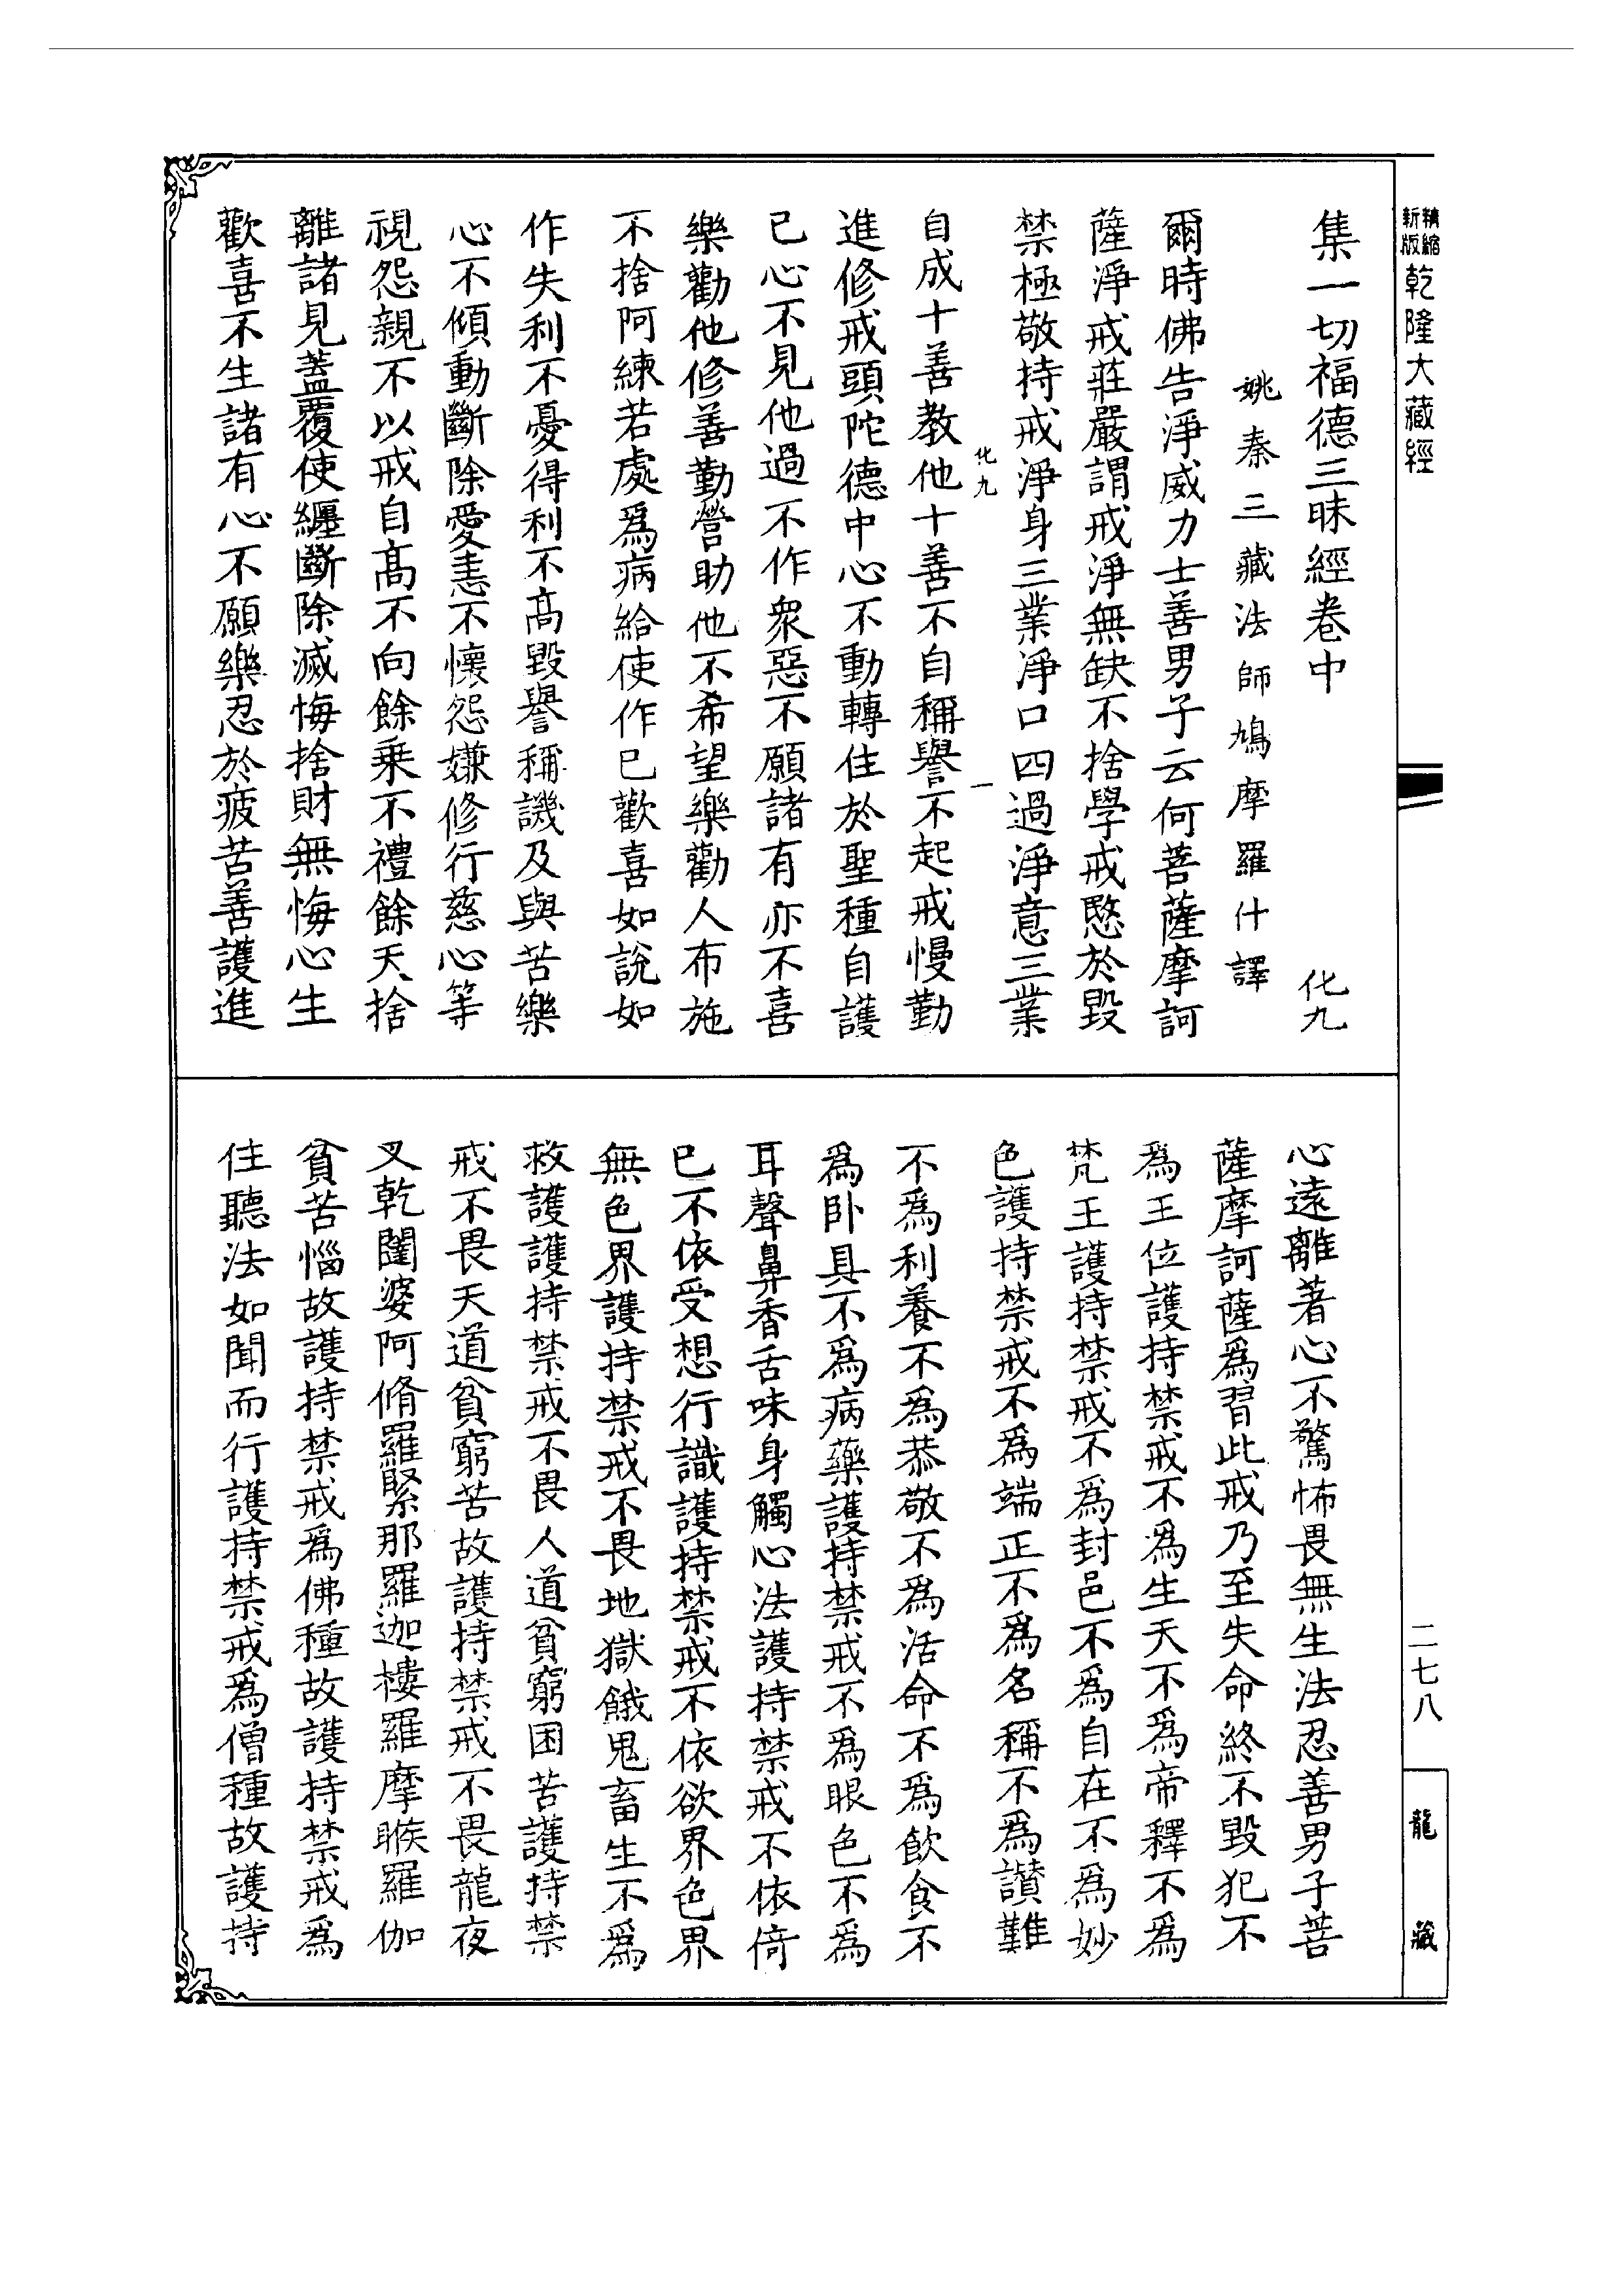 精縮新版乾隆大藏經
集一切福德三昧經卷中　化九
姚秦三藏法師鳩摩羅什譯
爾時佛告淨威力士善男子云何菩薩摩訶
薩淨戒莊嚴謂戒淨無缺不捨學戒愍於毀
禁極敬持戒淨身三業淨口四過淨意三業
化九　一
自成十善教他十善不自稱譽不起戒慢勤
進修戒頭陀德中心不動轉住於聖種自護
已心不見他過不作衆惡不願諸有亦不喜
樂勸他修善勤營助他不希望樂勸人布施
不捨阿練若處爲病給使作已歡喜如說如
作失利不憂得利不高毀譽稱譏及與苦樂
心不傾動斷除愛恚不懷怨嫌修行慈心等
視怨親不以戒自高不向餘乘不禮餘天捨
離諸見蓋覆使纏斷除滅悔捨財無悔心生
歡喜不生諸有心不願樂忍於疲苦善護進
心遠離著心不驚怖畏無生法忍善男子菩
薩摩訶薩爲習此戒乃至失命終不毀犯不
爲王位護持禁戒不爲生天不爲帝釋不爲
梵王護持禁戒不爲封邑不爲自在不爲妙
色護持禁戒不爲端正不爲名稱不爲讚難
不爲利養不爲恭敬不爲活命不爲飲食不
爲卧具不爲病藥護持禁戒不爲眼色不爲
耳聲鼻香舌味身觸心法護持禁戒不依倚
已不依受想行識護持禁戒不依欲界色界
無色界護持禁戒不畏地獄餓鬼畜生不爲
救護護持禁戒不畏人道貧窮困苦護持禁
戒不畏天道貧窮苦故護持禁戒不畏龍夜
叉乾闥婆阿脩羅緊那羅迦樓羅摩睺羅伽
貧苦惱故護持禁戒爲佛種故護持禁戒爲
住聽法如聞而行護持禁戒爲僧種故護持
二七八
龍藏